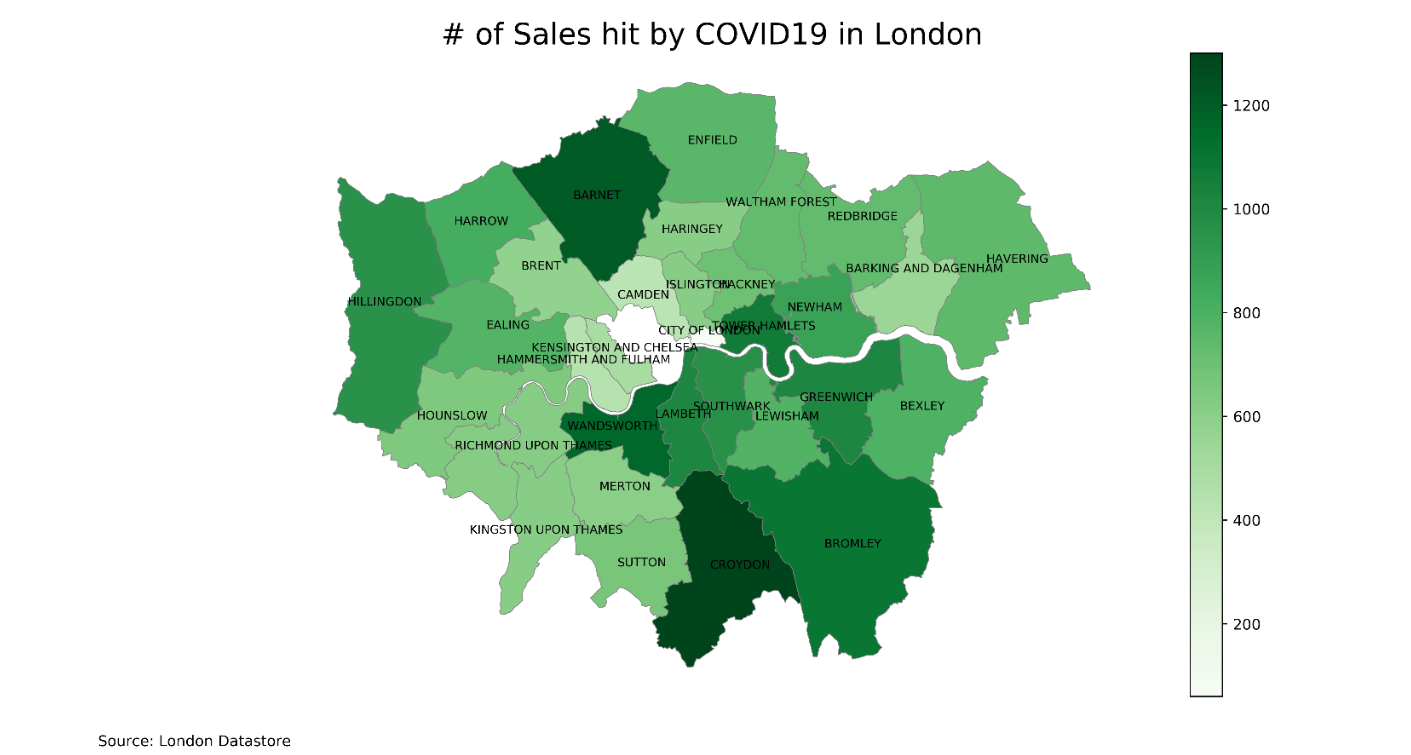 # of Sales hit by COVID19 in London
1200
1000
800
600
400
200
ENFIELD
BARNET
WALTHAM FOREST
REDBRIDGE
HARROW
HARINGEY
HAVERING
BRENT
BARKING AND DAGENHAM
ISLINGTON
HACKNEY
CAMDEN
HILLINGDON
NEWHAM
EALING
TOWER HAMLETS
CITY OF LONDON
KENSINGTON AND CHELSEA
HAMMERSMITH AND FULHAM
GREENWICH
SOUTHWARK
BEXLEY
LAMBETH
HOUNSLOW
LEWISHAM
WANDSWORTH
RICHMOND UPON THAMES
MERTON
KINGSTON UPON THAMES
BROMLEY
SUTTON
CROYDON
Source: London Datastore